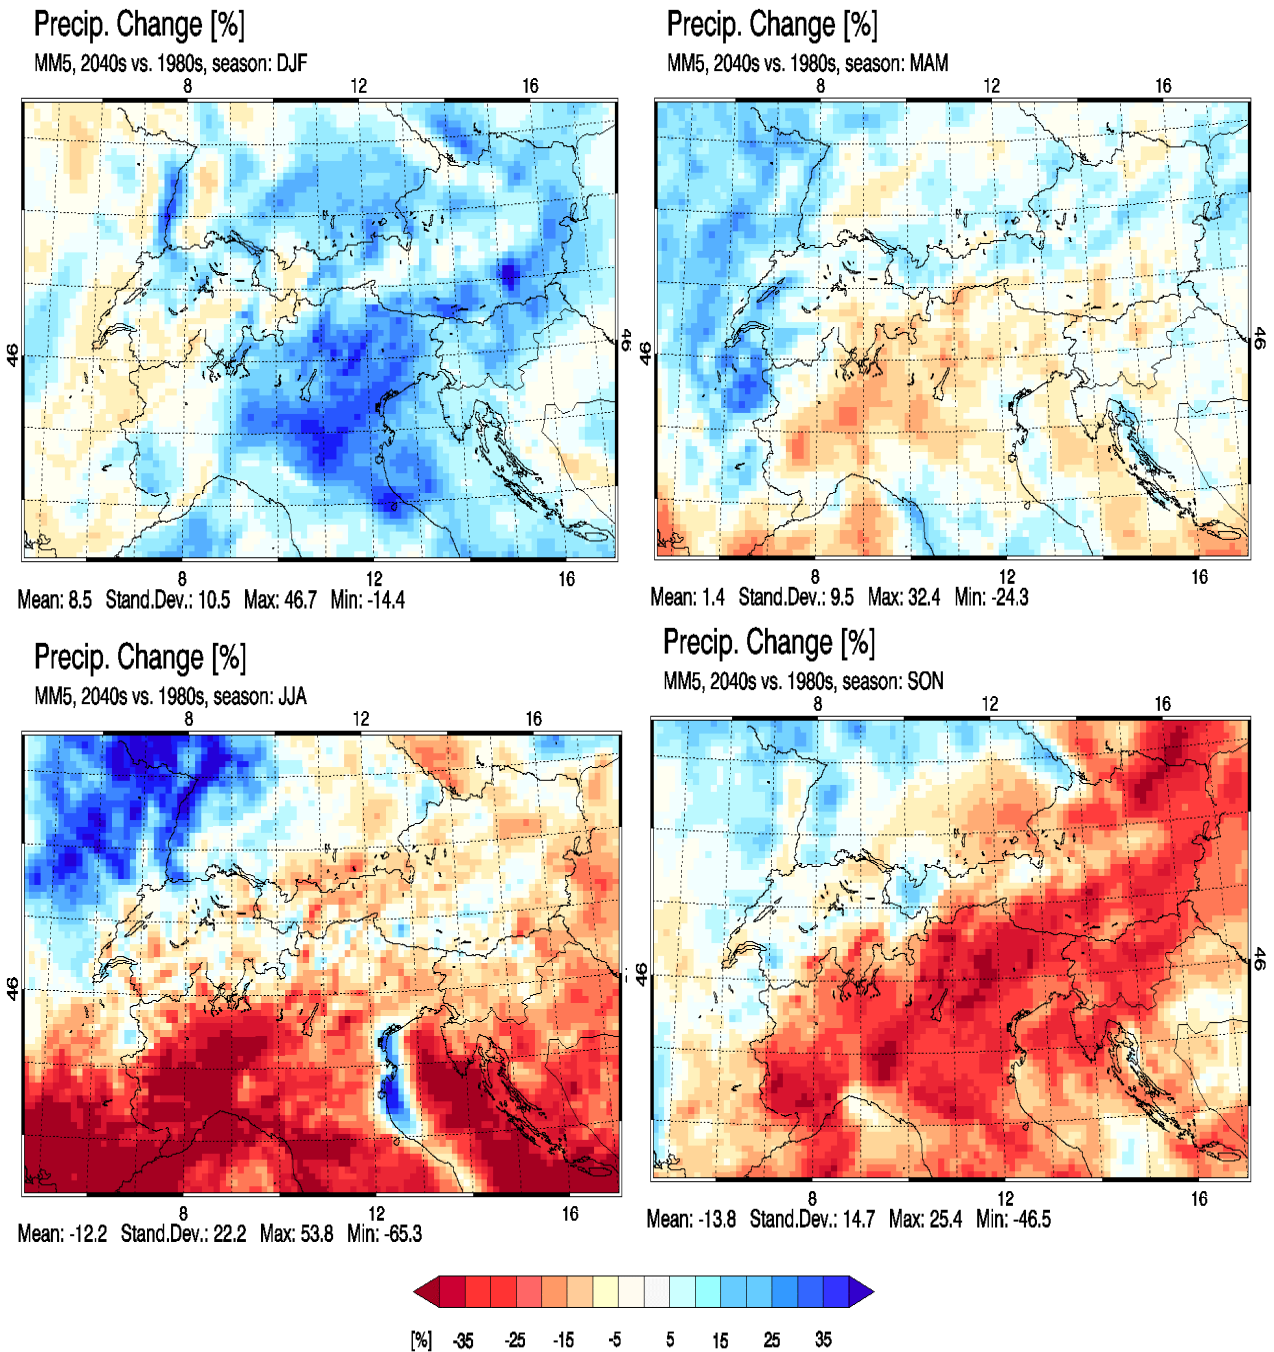 Precip. Change [%]
MM5, 2040s vs. 1980s, season: DJF
8 12 16
46 46
8 12 16
Mean: 8.5 Stand.Dev.: 10.5 Max: 46.7 Min: -14.4
Precip. Change [%]
MM5, 2040s vs. 1980s, season: MAM
8 12 16
46 46
8 12 16
Mean: 1.4 Stand.Dev.: 9.5 Max: 32.4 Min: -24.3
Precip. Change [%]
MM5, 2040s vs. 1980s, season: JJA
8 12 16
46
8 12 16
Mean: -12.2 Stand.Dev.: 22.2 Max: 53.8 Min: -65.3
Precip. Change [%]
MM5, 2040s vs. 1980s, season: SON
8 12 16
46 46
8 12 16
Mean: -13.8 Stand.Dev.: 14.7 Max: 25.4 Min: -46.5
[%] -35 -25 -15 -5 5 15 25 35